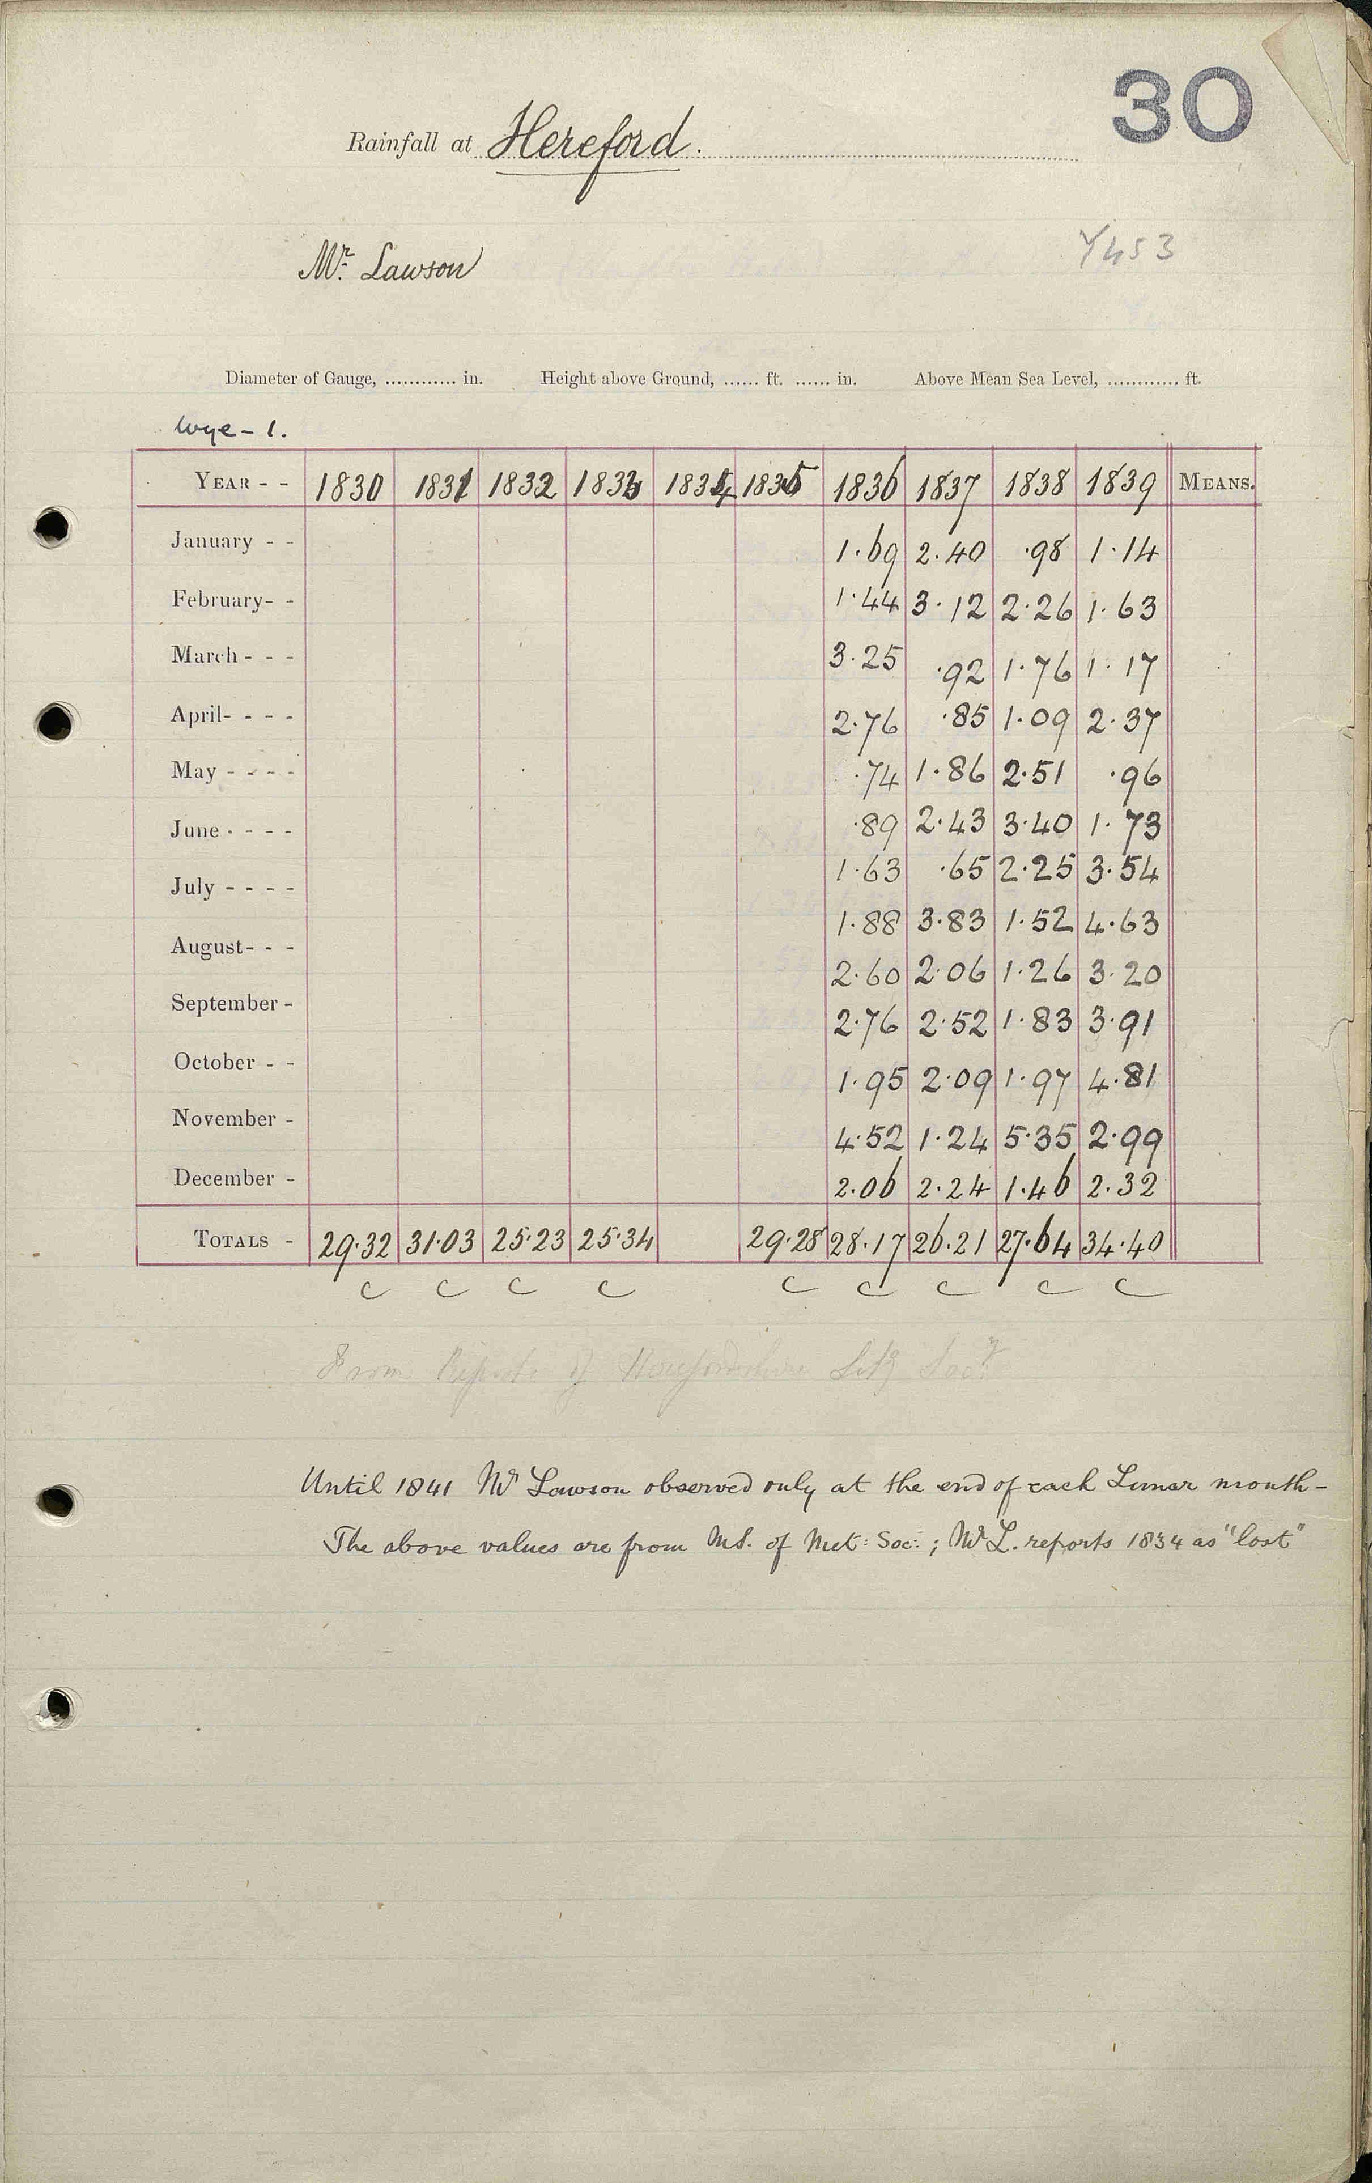 30
Rainfall at Hereford.
Mr. Lawson
Y453
Diameter of Gauge, ............ in. Height above Ground, ...... ft. ...... in. Above Mean Sea Level, ............ ft.
Wye - 1.
YEAR - - 1830 1831 1832 1833 1834 1835 1836 1837 1838 1839 MEANS.
January - - 1.69 2.40 .98 1.14
February - - 1.44 3.12 2.26 1.63
March - - - 3.25 .92 1.76 1.17
April - - - - 2.76 .85 1.09 2.37
May - - - - .74 1.86 2.51 .96
June - - - - .89 2.43 3.40 1.73
July - - - - 1.63 .65 2.25 3.54
1.88 3.83 1.52 4.63
August - - - 2.60 2.06 1.26 3.20
September - 2.76 2.52 1.83 3.91
October - - 1.95 2.09 1.97 4.81
November - 4.52 1.24 5.35 2.99
December - 2.06 2.24 1.46 2.32
TOTALS - 29.32 31.03 25.23 25.34 29.28 28.17 26.21 27.64 34.40
c c c c c c c c c
From Reports of Herefordshire Lity Socy
Until 1841 Mr Lawson observed only at the end of each Lunar month -
The above values are from MS. of Met: Soc: ; Mr L. reports 1834 as "lost"